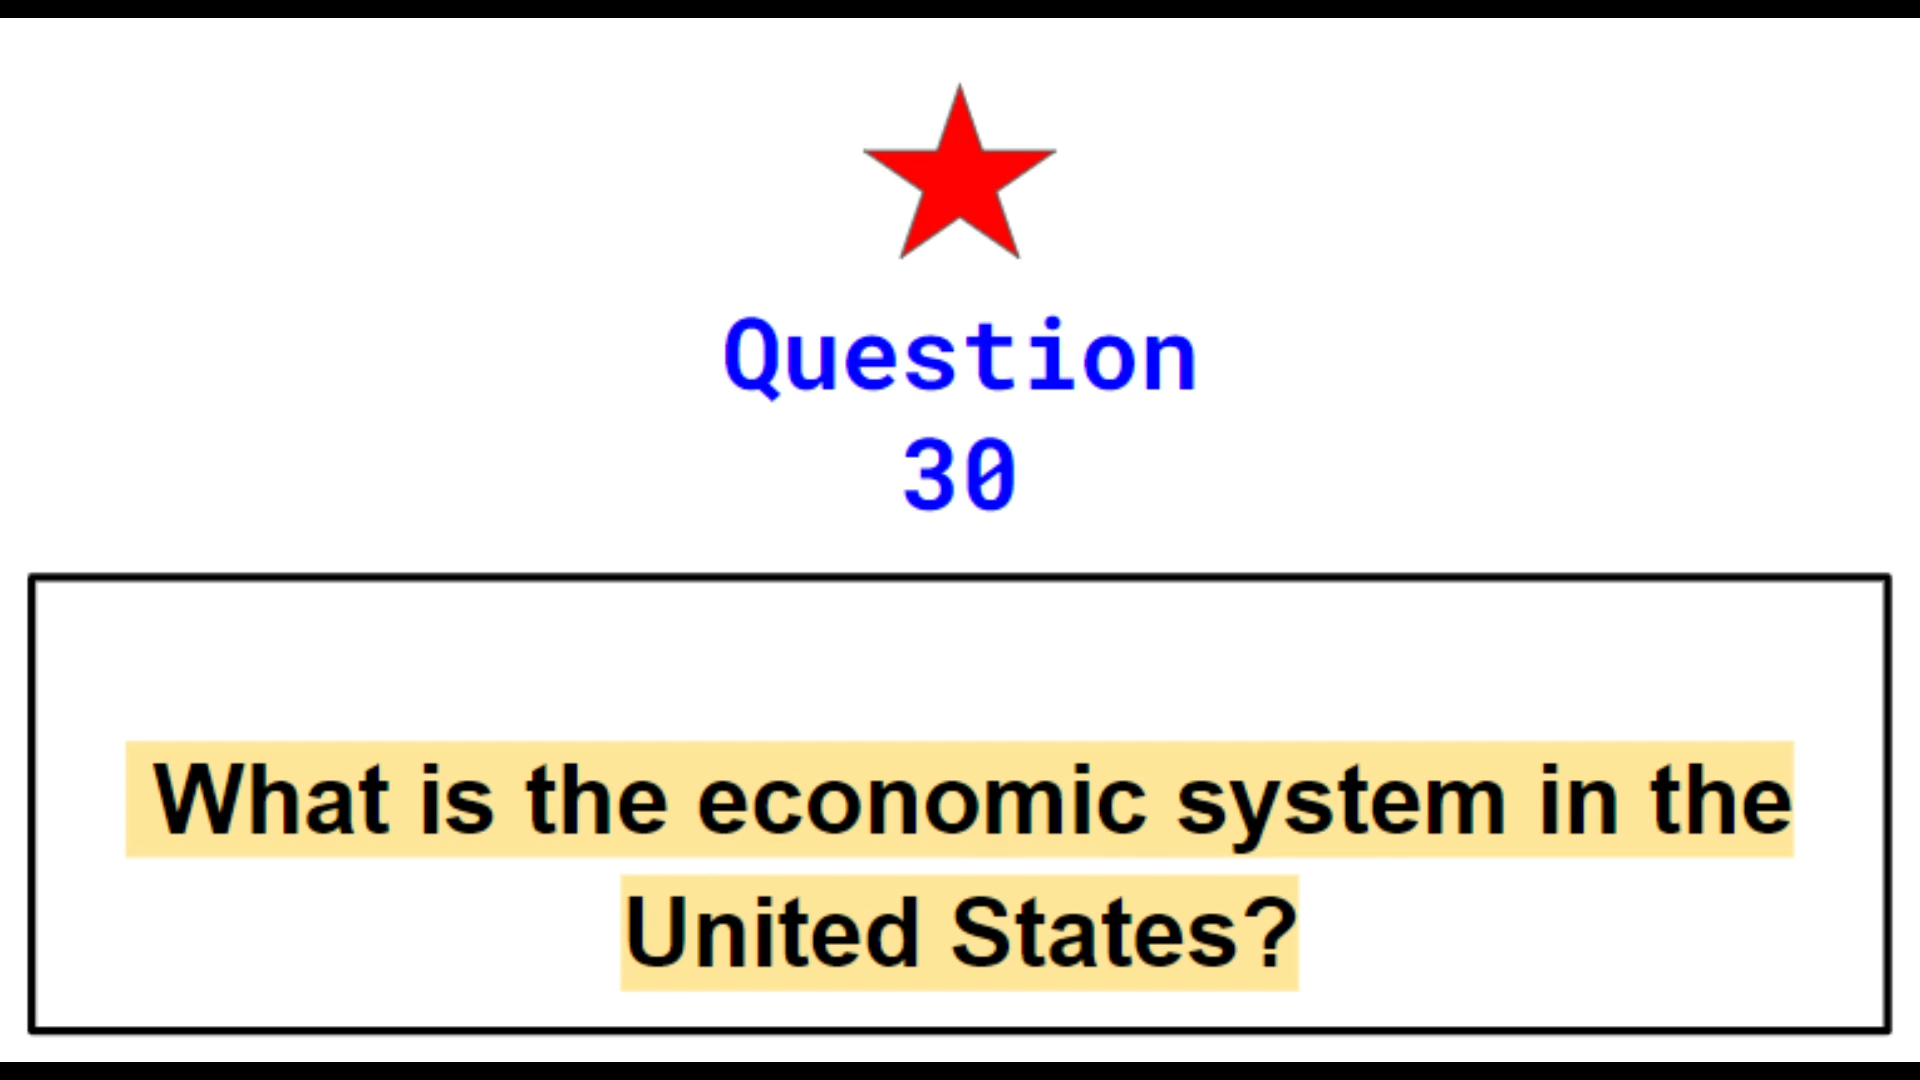 Question
30
What is the economic system in the
United States?